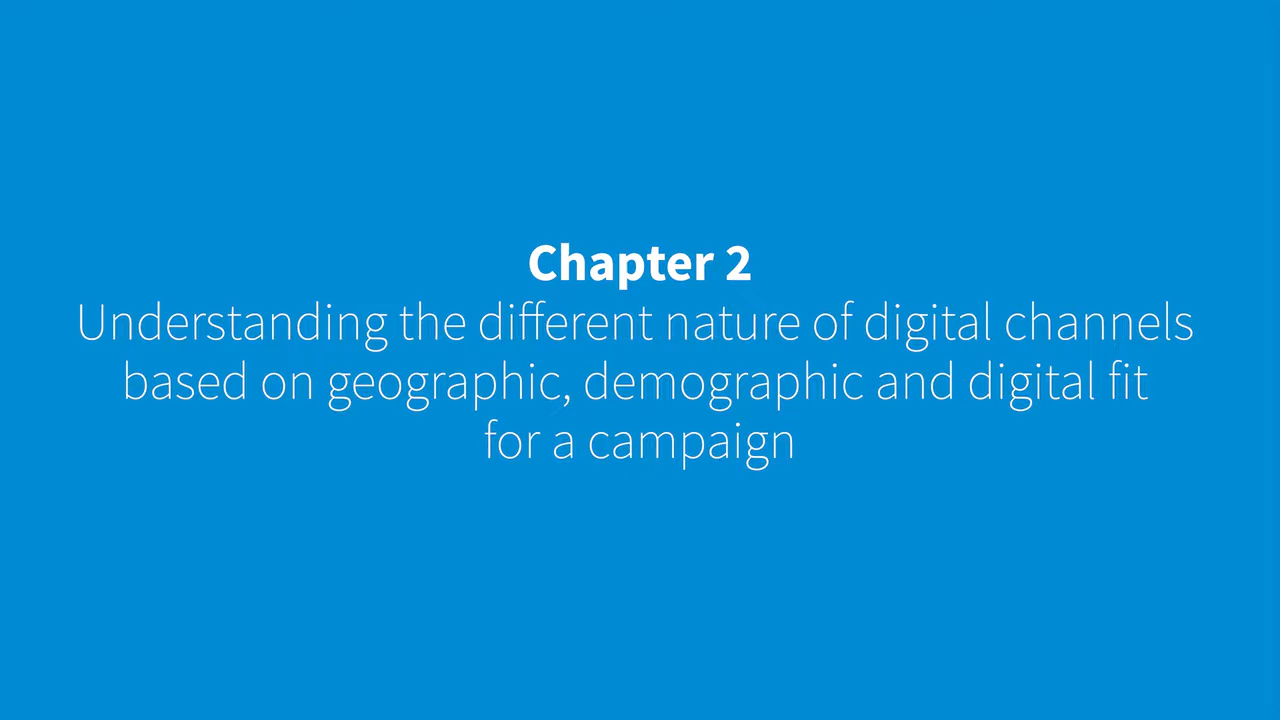 Chapter 2
Understanding the different nature of digital channels
based on geographic, demographic and digital fit
for a campaign